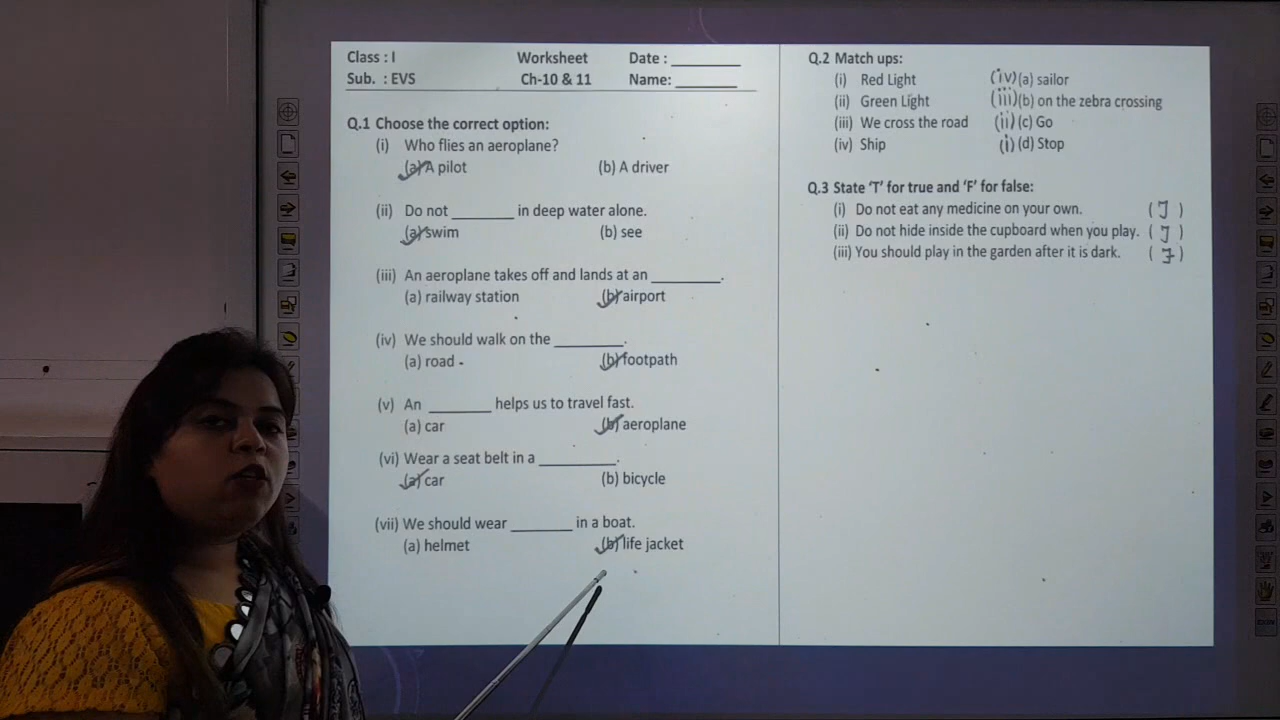 Class : I Worksheet Date : ________
Sub. : EVS Ch-10 & 11 Name: _______
Q.1 Choose the correct option:
(i) Who flies an aeroplane?
(a) A pilot (b) A driver
(ii) Do not _______ in deep water alone.
(a) swim (b) see
(iii) An aeroplane takes off and lands at an ________.
(a) railway station (b) airport
(iv) We should walk on the ________.
(a) road - (b) footpath
(v) An _______ helps us to travel fast.
(a) car (b) aeroplane
(vi) Wear a seat belt in a _________.
(a) car (b) bicycle
(vii) We should wear _______ in a boat.
(a) helmet (b) life jacket
Q.2 Match ups:
(i) Red Light (iv) (a) sailor
(ii) Green Light (iii) (b) on the zebra crossing
(iii) We cross the road (ii) (c) Go
(iv) Ship (i) (d) Stop
Q.3 State 'T' for true and 'F' for false:
(i) Do not eat any medicine on your own. ( T )
(ii) Do not hide inside the cupboard when you play. ( T )
(iii) You should play in the garden after it is dark. ( F )